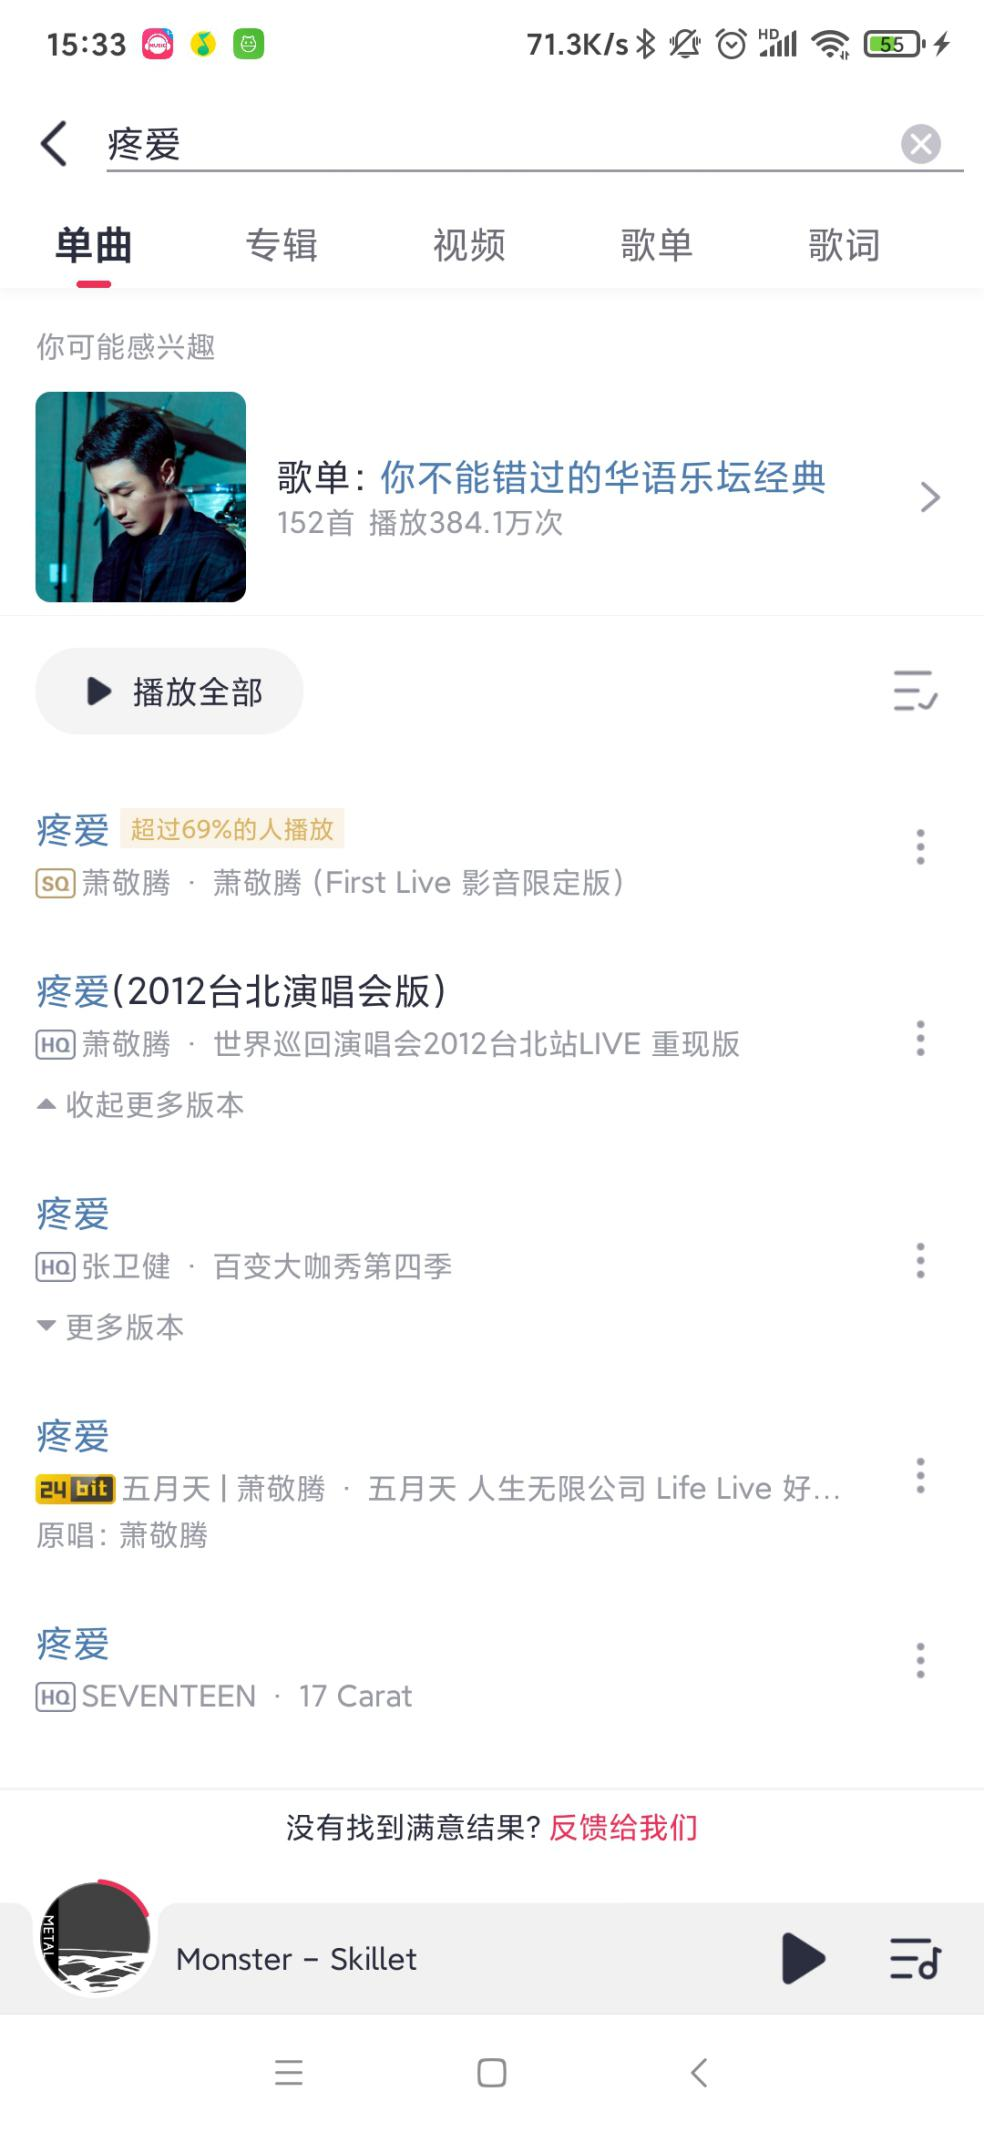 15:33 71.3K/s HD 55
疼爱
单曲 专辑 视频 歌单 歌词
你可能感兴趣
歌单：你不能错过的华语乐坛经典
152首 播放384.1万次
播放全部
疼爱 超过69%的人播放
SQ 萧敬腾 · 萧敬腾 (First Live 影音限定版)
疼爱(2012台北演唱会版)
HQ 萧敬腾 · 世界巡回演唱会2012台北站LIVE 重现版
收起更多版本
疼爱
HQ 张卫健 · 百变大咖秀第四季
更多版本
疼爱
24 bit 五月天 | 萧敬腾 · 五月天 人生无限公司 Life Live 好...
原唱：萧敬腾
疼爱
HQ SEVENTEEN · 17 Carat
没有找到满意结果？反馈给我们
METAL
Monster – Skillet